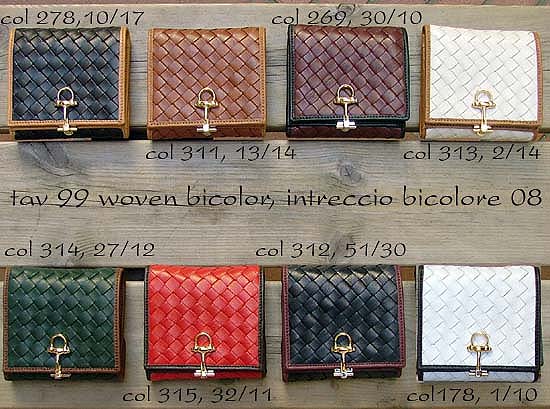 col 278,10/17
col 269, 30/10
col 311, 13/14
col 313, 2/14
tav 99 woven bicolor, intreccio bicolore 08
col 314, 27/12
col 312, 51/30
col 315, 32/11
col178, 1/10